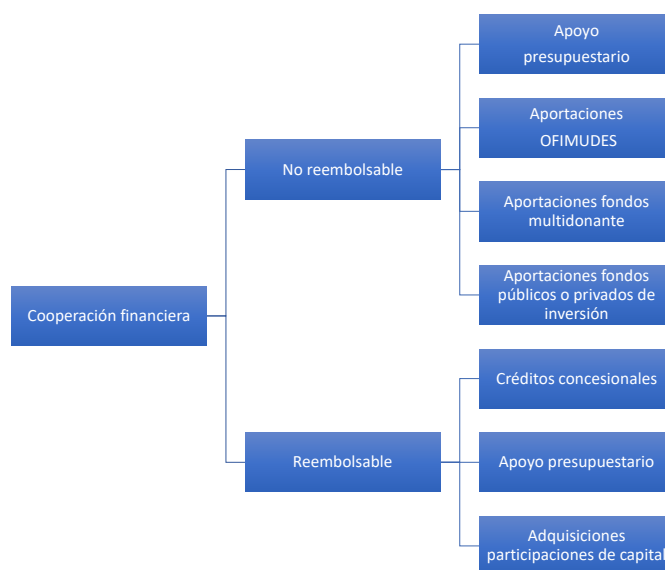 Cooperación financiera
No reembolsable
Apoyo
presupuestario
Aportaciones
OFIMUDES
Aportaciones fondos
multidonante
Aportaciones fondos
públicos o privados de
inversión
Reembolsable
Créditos concesionales
Apoyo presupuestario
Adquisiciones
participaciones de capital